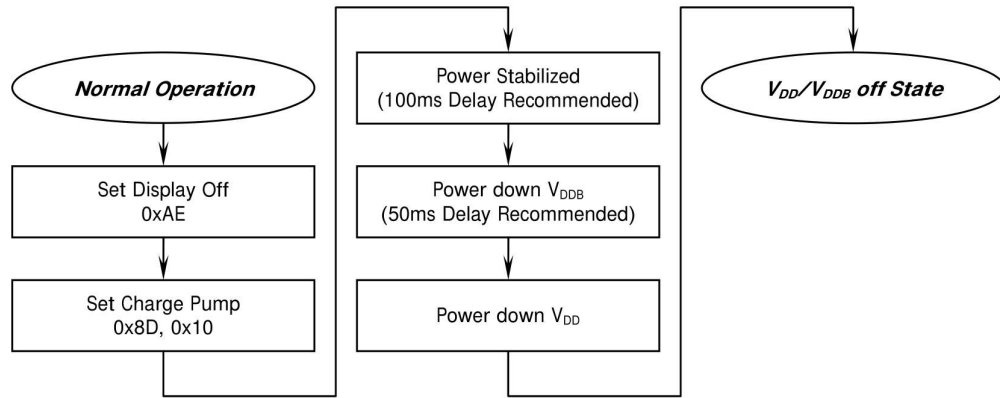 Normal Operation
Set Display Off
0xAE
Set Charge Pump
0x8D, 0x10
Power Stabilized
(100ms Delay Recommended)
Power down VDDB
(50ms Delay Recommended)
Power down VDD
VDD/VDDB off State